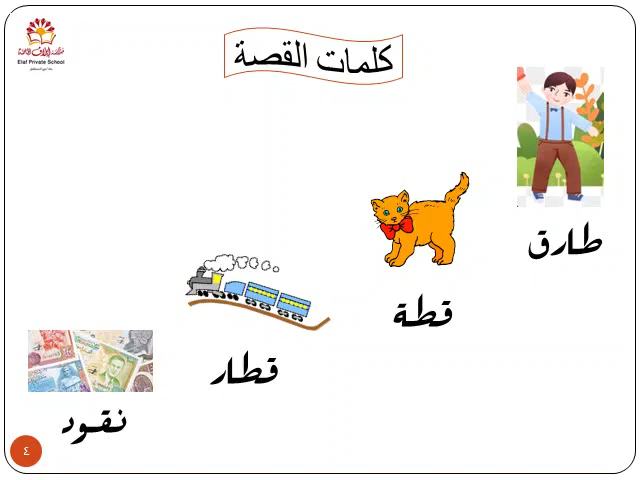 كلمات القصة
Elaf Private School
طارق
قطة
قطار
نقود
٤